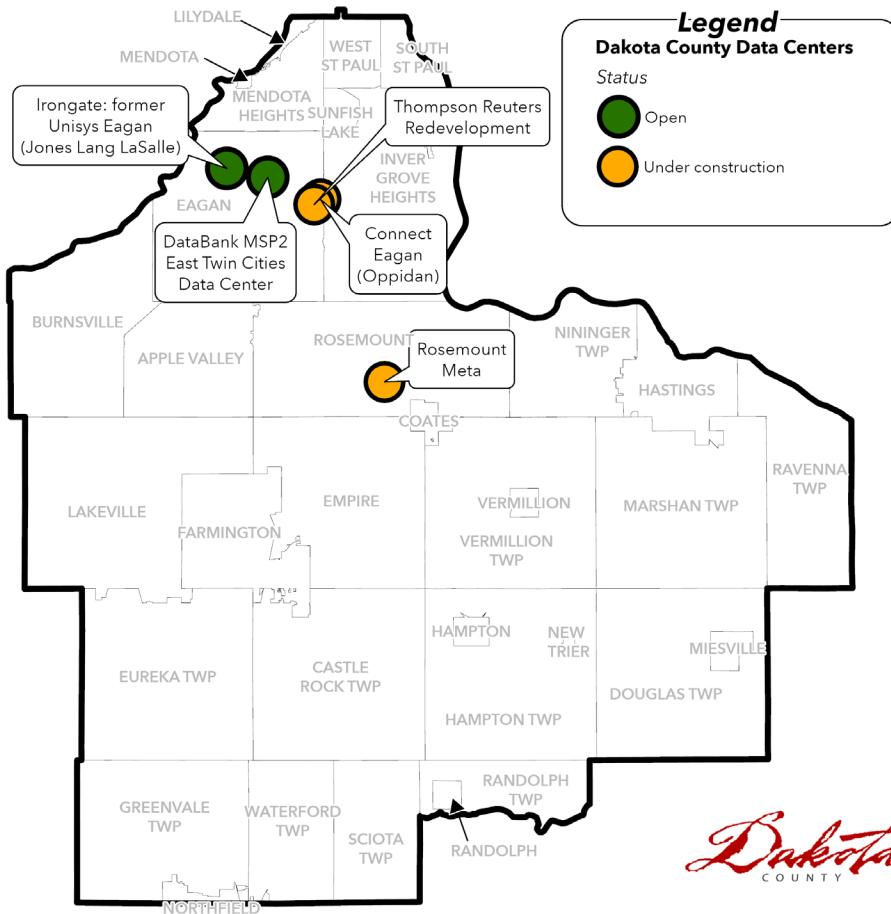 Legend
Dakota County Data Centers
Status
Open
Under construction
LILYDALE
MENDOTA
WEST
ST PAUL
SOUTH
ST PAUL
MENDOTA
HEIGHTS
SUNFISH
LAKE
Irongate: former
Unisys Eagan
(Jones Lang LaSalle)
Thompson Reuters
Redevelopment
INVER
GROVE
HEIGHTS
EAGAN
DataBank MSP2
East Twin Cities
Data Center
Connect
Eagan
(Oppidan)
BURNSVILLE
APPLE VALLEY
ROSEMOUNT
Rosemount
Meta
NININGER
TWP
HASTINGS
COATES
RAVENNA
TWP
LAKEVILLE
FARMINGTON
EMPIRE
VERMILLION
VERMILLION
TWP
MARSHAN TWP
HAMPTON
NEW
TRIER
MIESVILLE
EUREKA TWP
CASTLE
ROCK TWP
HAMPTON TWP
DOUGLAS TWP
GREENVALE
TWP
WATERFORD
TWP
SCIOTA
TWP
RANDOLPH
TWP
RANDOLPH
NORTHFIELD
Dakota
COUNTY